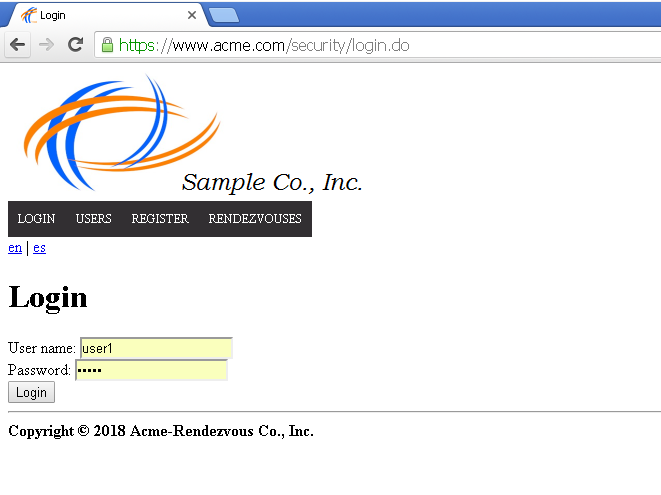 Login
https://www.acme.com/security/login.do
Sample Co., Inc.
LOGIN USERS REGISTER RENDEZVOUSES
en | es
Login
User name: user1
Password: •••••
Login
Copyright © 2018 Acme-Rendezvous Co., Inc.